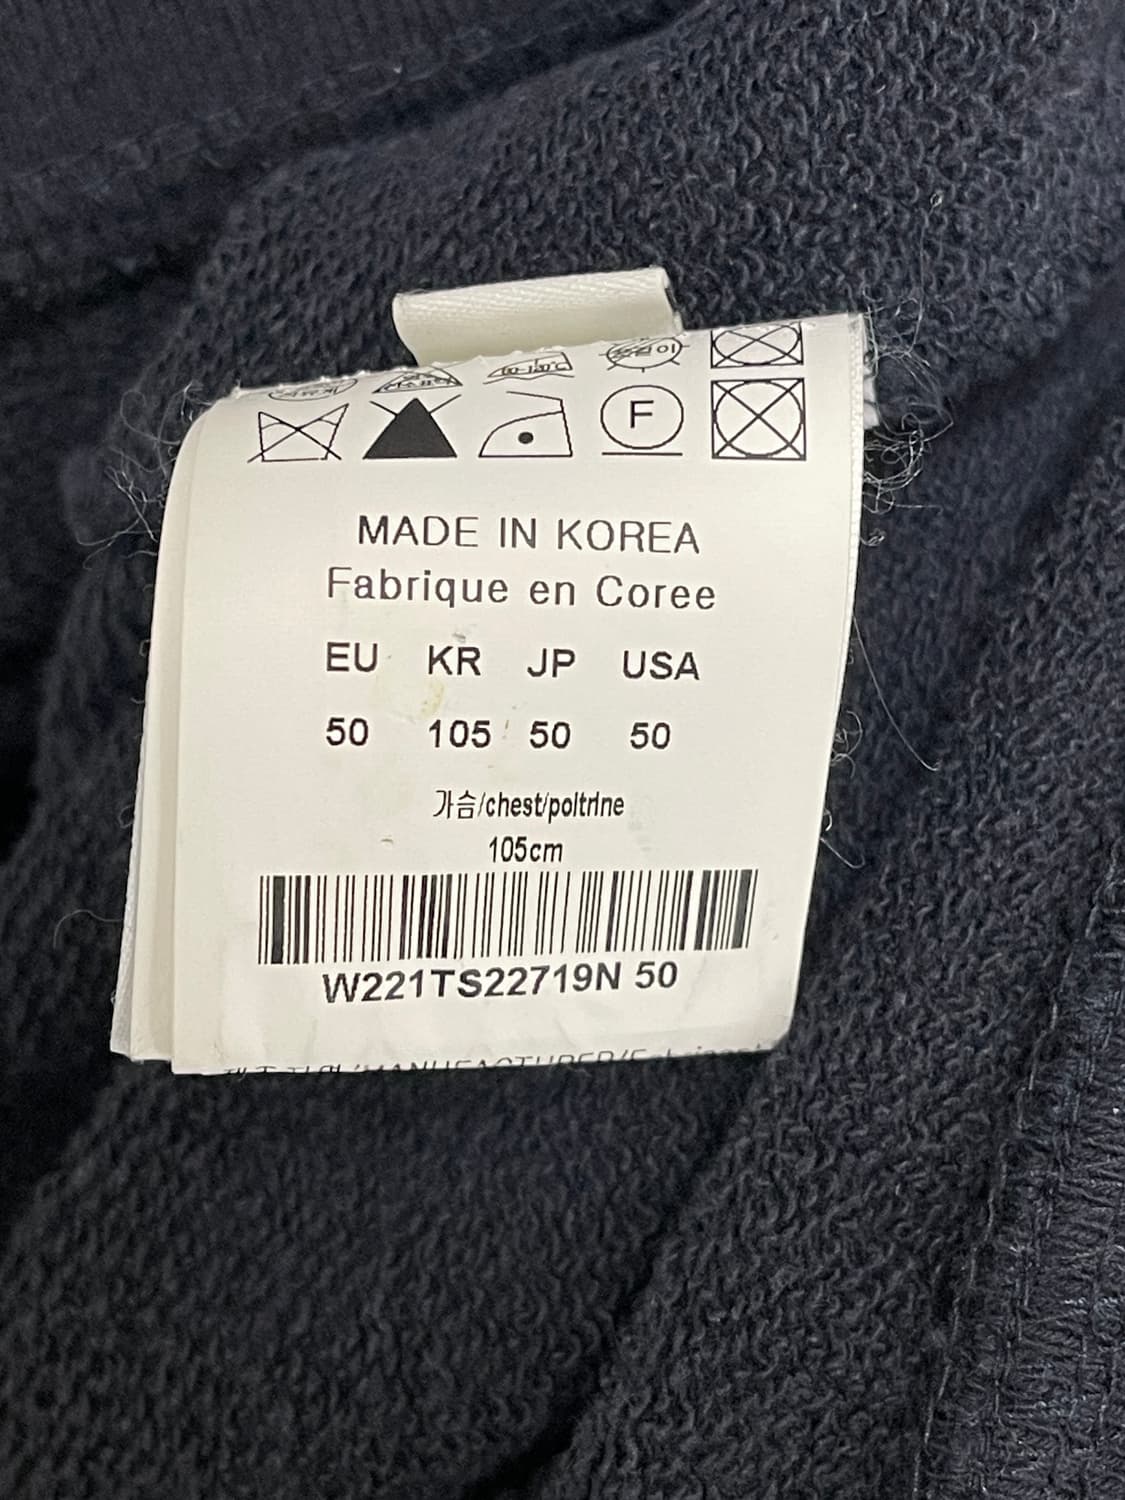 F
MADE IN KOREA
Fabrique en Coree
EU KR JP USA
50 105 50 50
가슴/chest/poltrine
105cm
W221TS22719N 50